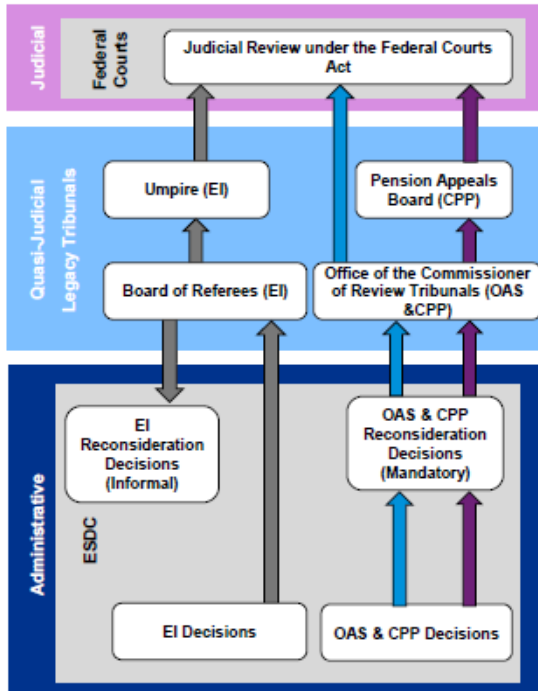 Judicial
Federal
Courts
Judicial Review under the Federal Courts
Act
Quasi-Judicial
Legacy Tribunals
Umpire (EI)
Pension Appeals
Board (CPP)
Board of Referees (EI)
Office of the Commissioner
of Review Tribunals (OAS
&CPP)
Administrative
ESDC
EI
Reconsideration
Decisions
(Informal)
OAS & CPP
Reconsideration
Decisions
(Mandatory)
EI Decisions
OAS & CPP Decisions